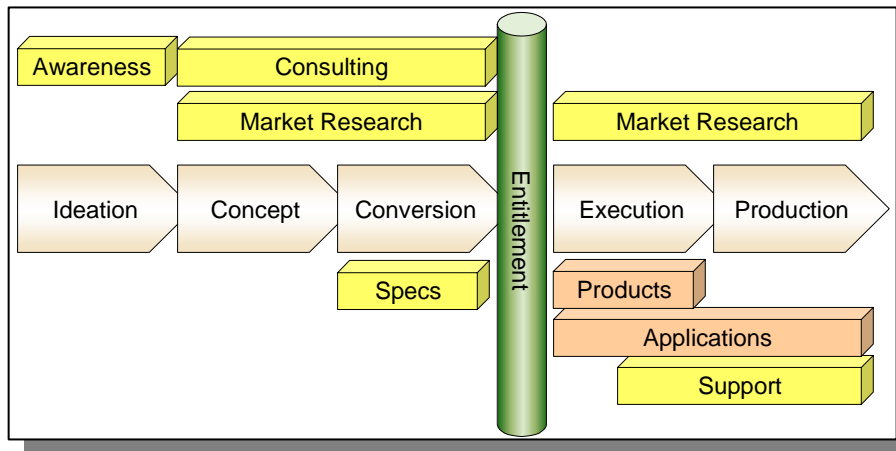 Awareness
Consulting
Market Research
Market Research
Ideation
Concept
Conversion
Entitlement
Execution
Production
Specs
Products
Applications
Support